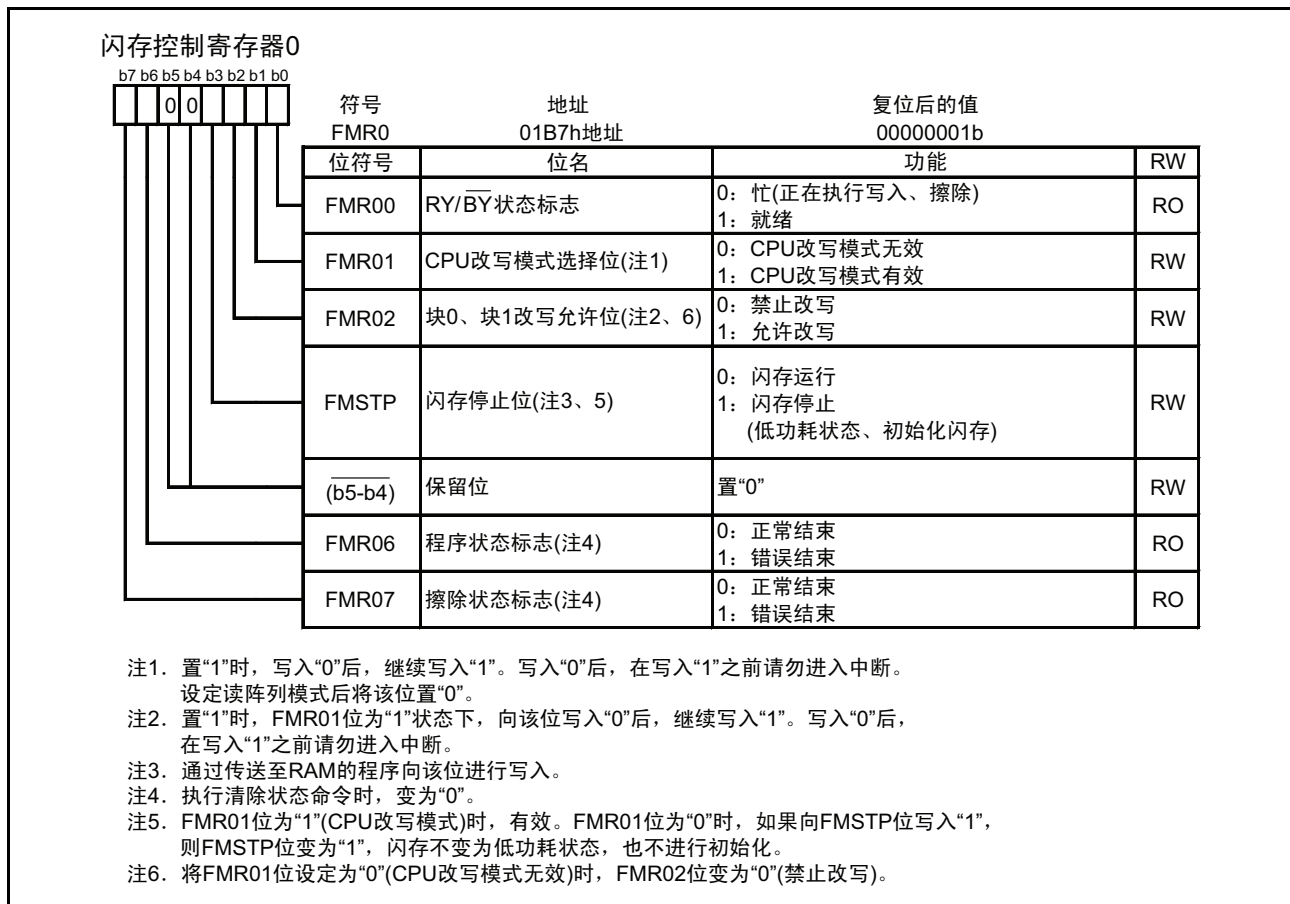 闪存控制寄存器0
b7 b6 b5 b4 b3 b2 b1 b0
0 0
符号 地址 复位后的值
FMR0 01B7h地址 00000001b
位符号 位名 功能 RW
FMR00 RY/BY状态标志 0：忙(正在执行写入、擦除) RO
1：就绪
FMR01 CPU改写模式选择位(注1) 0：CPU改写模式无效 RW
1：CPU改写模式有效
FMR02 块0、块1改写允许位(注2、6) 0：禁止改写 RW
1：允许改写
FMSTP 闪存停止位(注3、5) 0：闪存运行 RW
1：闪存停止
(低功耗状态、初始化闪存)
(b5-b4) 保留位 置“0” RW
FMR06 程序状态标志(注4) 0：正常结束 RO
1：错误结束
FMR07 擦除状态标志(注4) 0：正常结束 RO
1：错误结束
注1．置“1”时，写入“0”后，继续写入“1”。写入“0”后，在写入“1”之前请勿进入中断。
设定读阵列模式后将该位置“0”。
注2．置“1”时，FMR01位为“1”状态下，向该位写入“0”后，继续写入“1”。写入“0”后，
在写入“1”之前请勿进入中断。
注3．通过传送至RAM的程序向该位进行写入。
注4．执行清除状态命令时，变为“0”。
注5．FMR01位为“1”(CPU改写模式)时，有效。FMR01位为“0”时，如果向FMSTP位写入“1”，
则FMSTP位变为“1”，闪存不变为低功耗状态，也不进行初始化。
注6．将FMR01位设定为“0”(CPU改写模式无效)时，FMR02位变为“0”(禁止改写)。